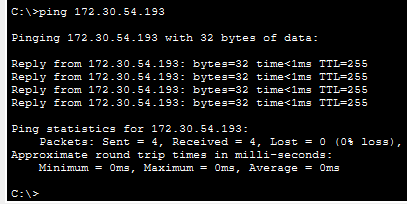 C:\>ping 172.30.54.193
Pinging 172.30.54.193 with 32 bytes of data:
Reply from 172.30.54.193: bytes=32 time<1ms TTL=255
Reply from 172.30.54.193: bytes=32 time<1ms TTL=255
Reply from 172.30.54.193: bytes=32 time<1ms TTL=255
Reply from 172.30.54.193: bytes=32 time<1ms TTL=255
Ping statistics for 172.30.54.193:
    Packets: Sent = 4, Received = 4, Lost = 0 (0% loss),
Approximate round trip times in milli-seconds:
    Minimum = 0ms, Maximum = 0ms, Average = 0ms
C:\>